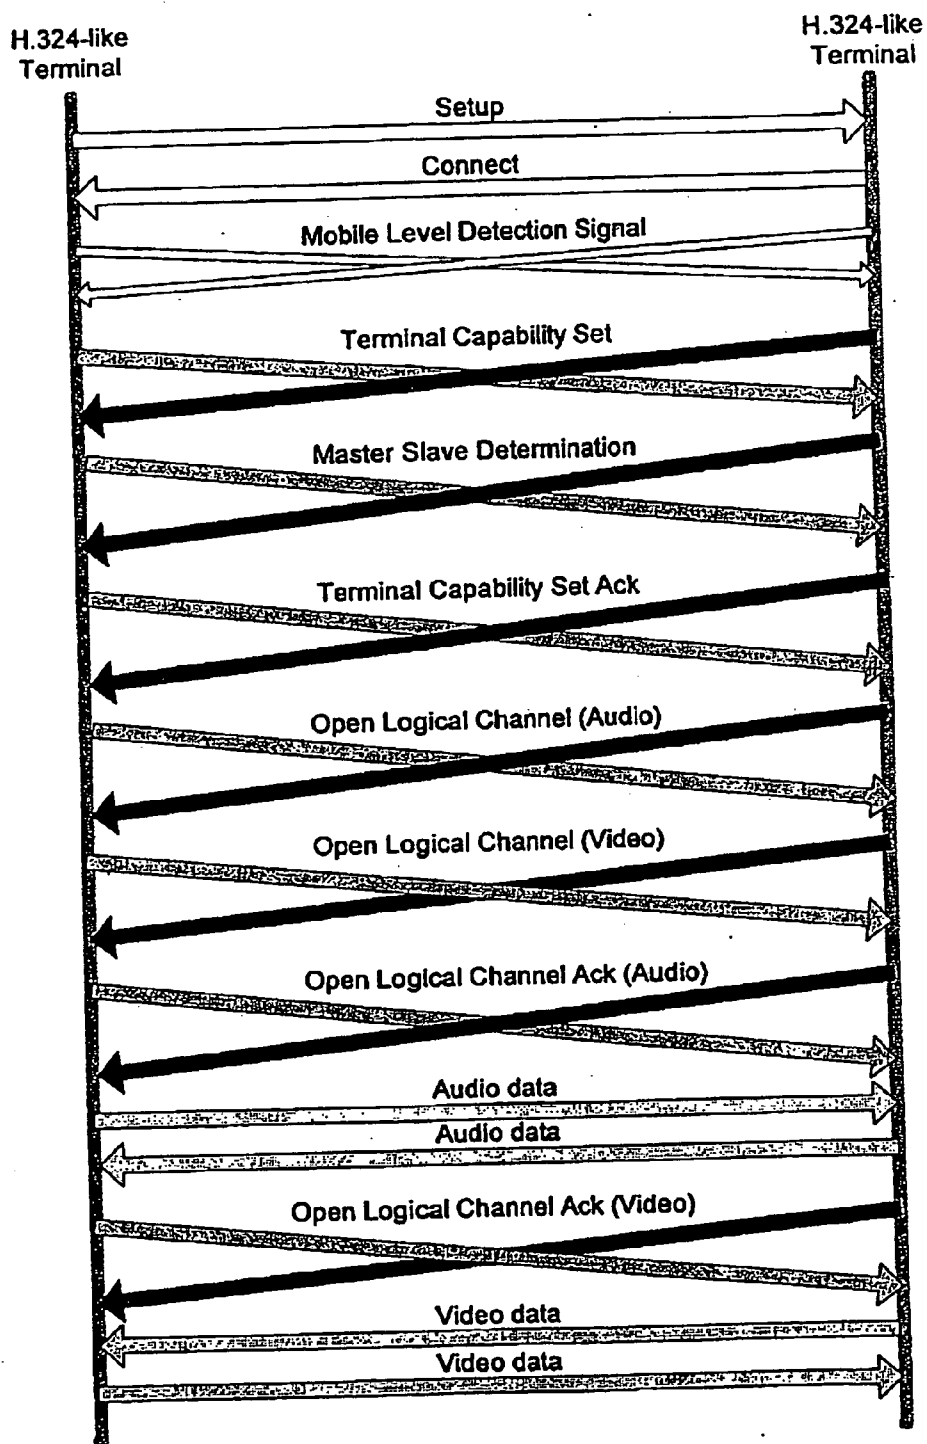 H.324-like
Terminal
H.324-like
Terminal
Setup
Connect
Mobile Level Detection Signal
Terminal Capability Set
Master Slave Determination
Terminal Capability Set Ack
Open Logical Channel (Audio)
Open Logical Channel (Video)
Open Logical Channel Ack (Audio)
Audio data
Audio data
Open Logical Channel Ack (Video)
Video data
Video data